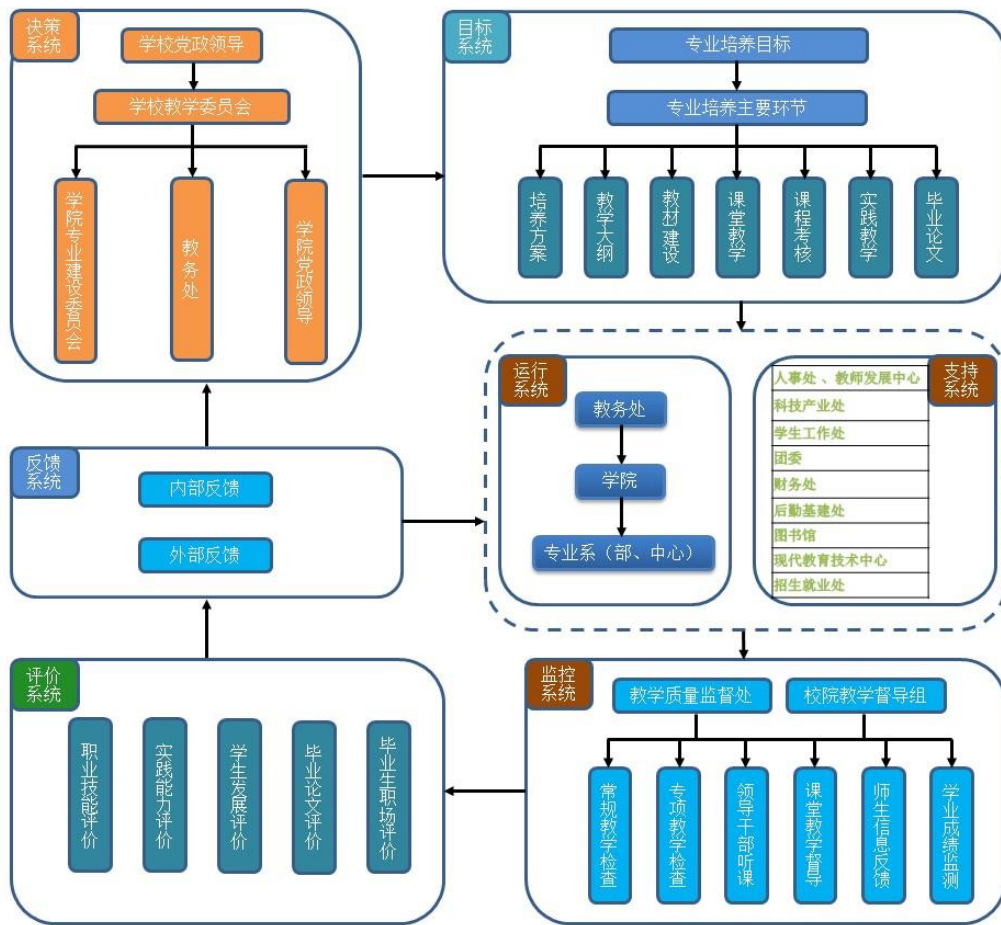 决策
系统
学校党政领导
学校教学委员会
学院专业建设委员会
教务处
学院党政领导
目标
系统
专业培养目标
专业培养主要环节
培养方案
教学大纲
教材建设
课堂教学
课程考核
实践教学
毕业论文
运行
系统
教务处
学院
专业系（部、中心）
支持
系统
人事处 、教师发展中心
科技产业处
学生工作处
团委
财务处
后勤基建处
图书馆
现代教育技术中心
招生就业处
反馈
系统
内部反馈
外部反馈
评价
系统
职业技能评价
实践能力评价
学生发展评价
毕业论文评价
毕业生职场评价
监控
系统
教学质量监督处
校院教学督导组
常规教学检查
专项教学检查
领导干部听课
课堂教学督导
师生信息反馈
学业成绩监测